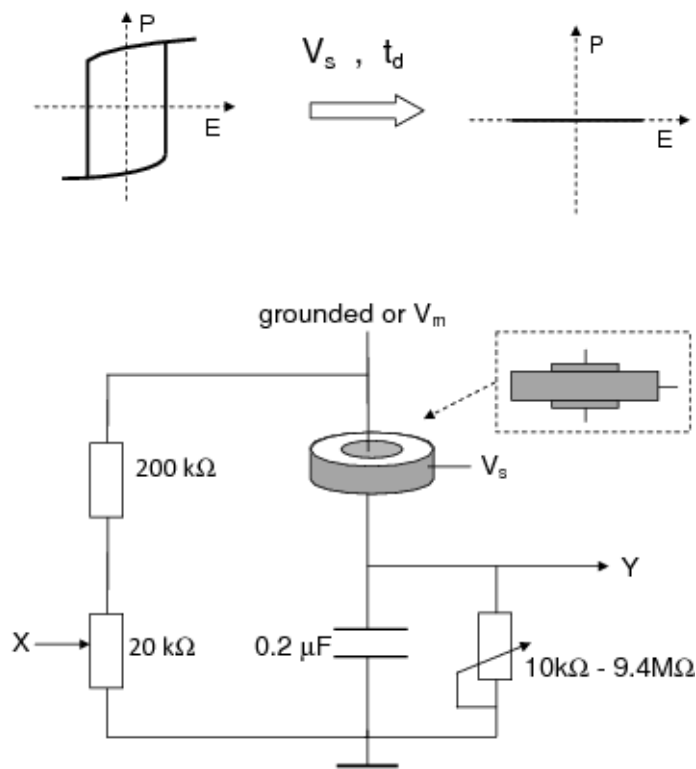 P
E
Vs , td
P
E
grounded or Vm
200 kΩ
Vs
Y
X
20 kΩ
0.2 μF
10kΩ - 9.4MΩ